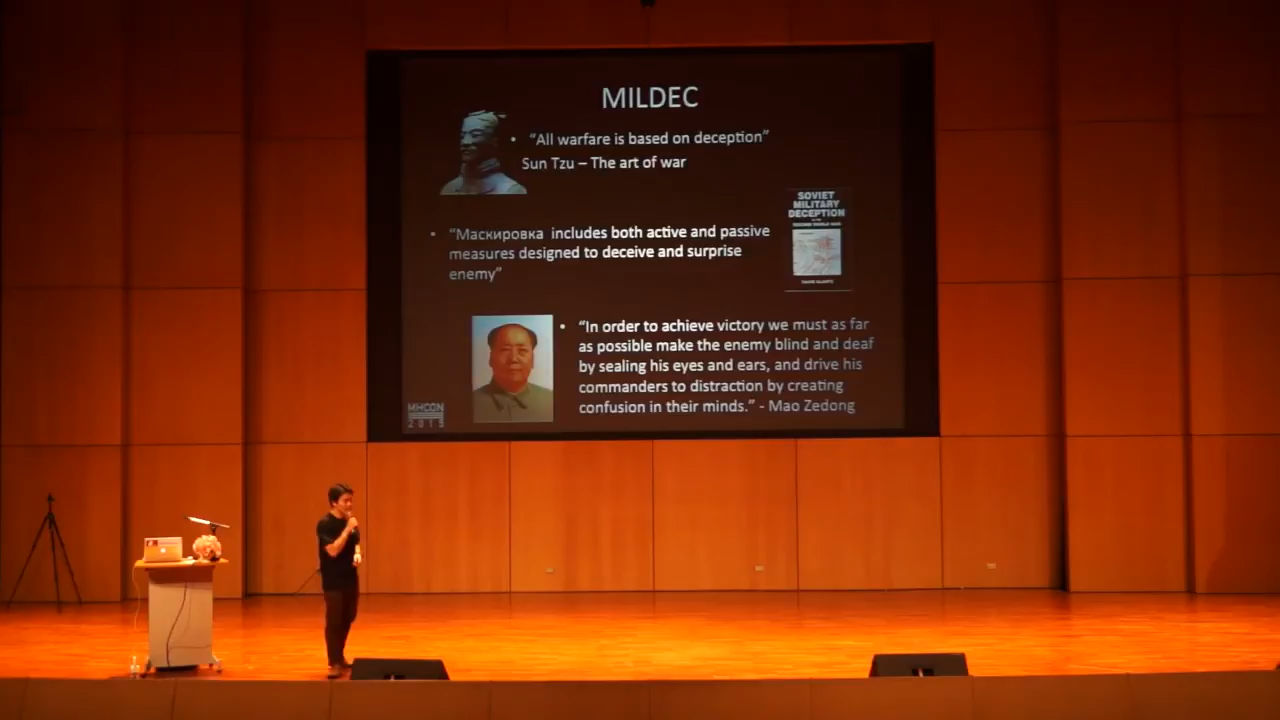 MILDEC
• “All warfare is based on deception”
Sun Tzu – The art of war
SOVIET
MILITARY
DECEPTION
• “Маскировка includes both active and passive
measures designed to deceive and surprise
enemy”
• “In order to achieve victory we must as far
as possible make the enemy blind and deaf
by sealing his eyes and ears, and drive his
commanders to distraction by creating
confusion in their minds.” - Mao Zedong
MHCON
2015